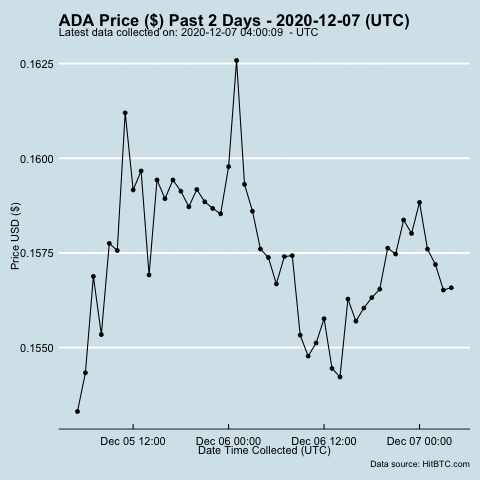 ADA Price ($) Past 2 Days - 2020-12-07 (UTC)
Latest data collected on: 2020-12-07 04:00:09 - UTC
0.1625
0.1600
0.1575
0.1550
Price USD ($)
Dec 05 12:00 Dec 06 00:00 Dec 06 12:00 Dec 07 00:00
Date Time Collected (UTC)
Data source: HitBTC.com